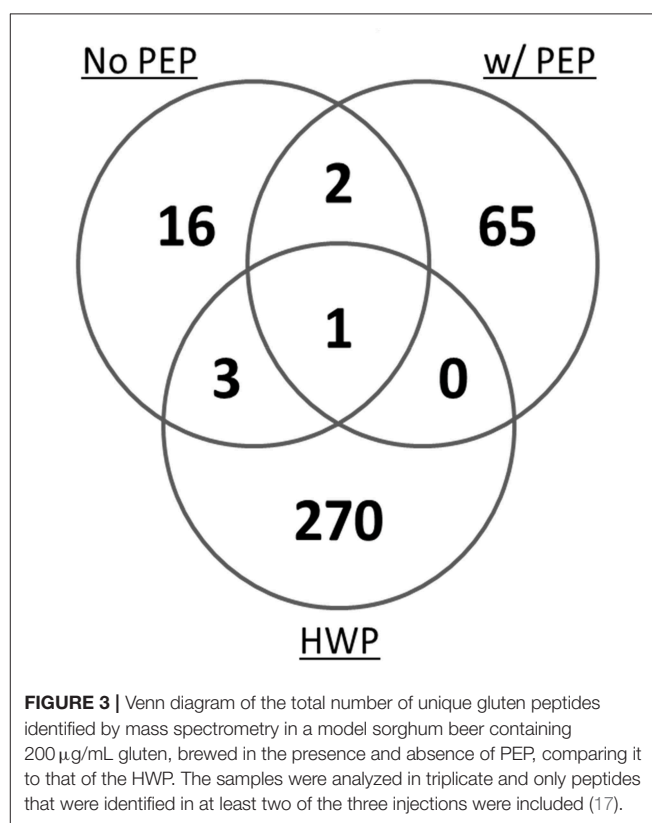 No PEP w/ PEP
2
16 65
1
3 0
270
HWP
FIGURE 3 | Venn diagram of the total number of unique gluten peptides
identified by mass spectrometry in a model sorghum beer containing
200 μg/mL gluten, brewed in the presence and absence of PEP, comparing it
to that of the HWP. The samples were analyzed in triplicate and only peptides
that were identified in at least two of the three injections were included (17).